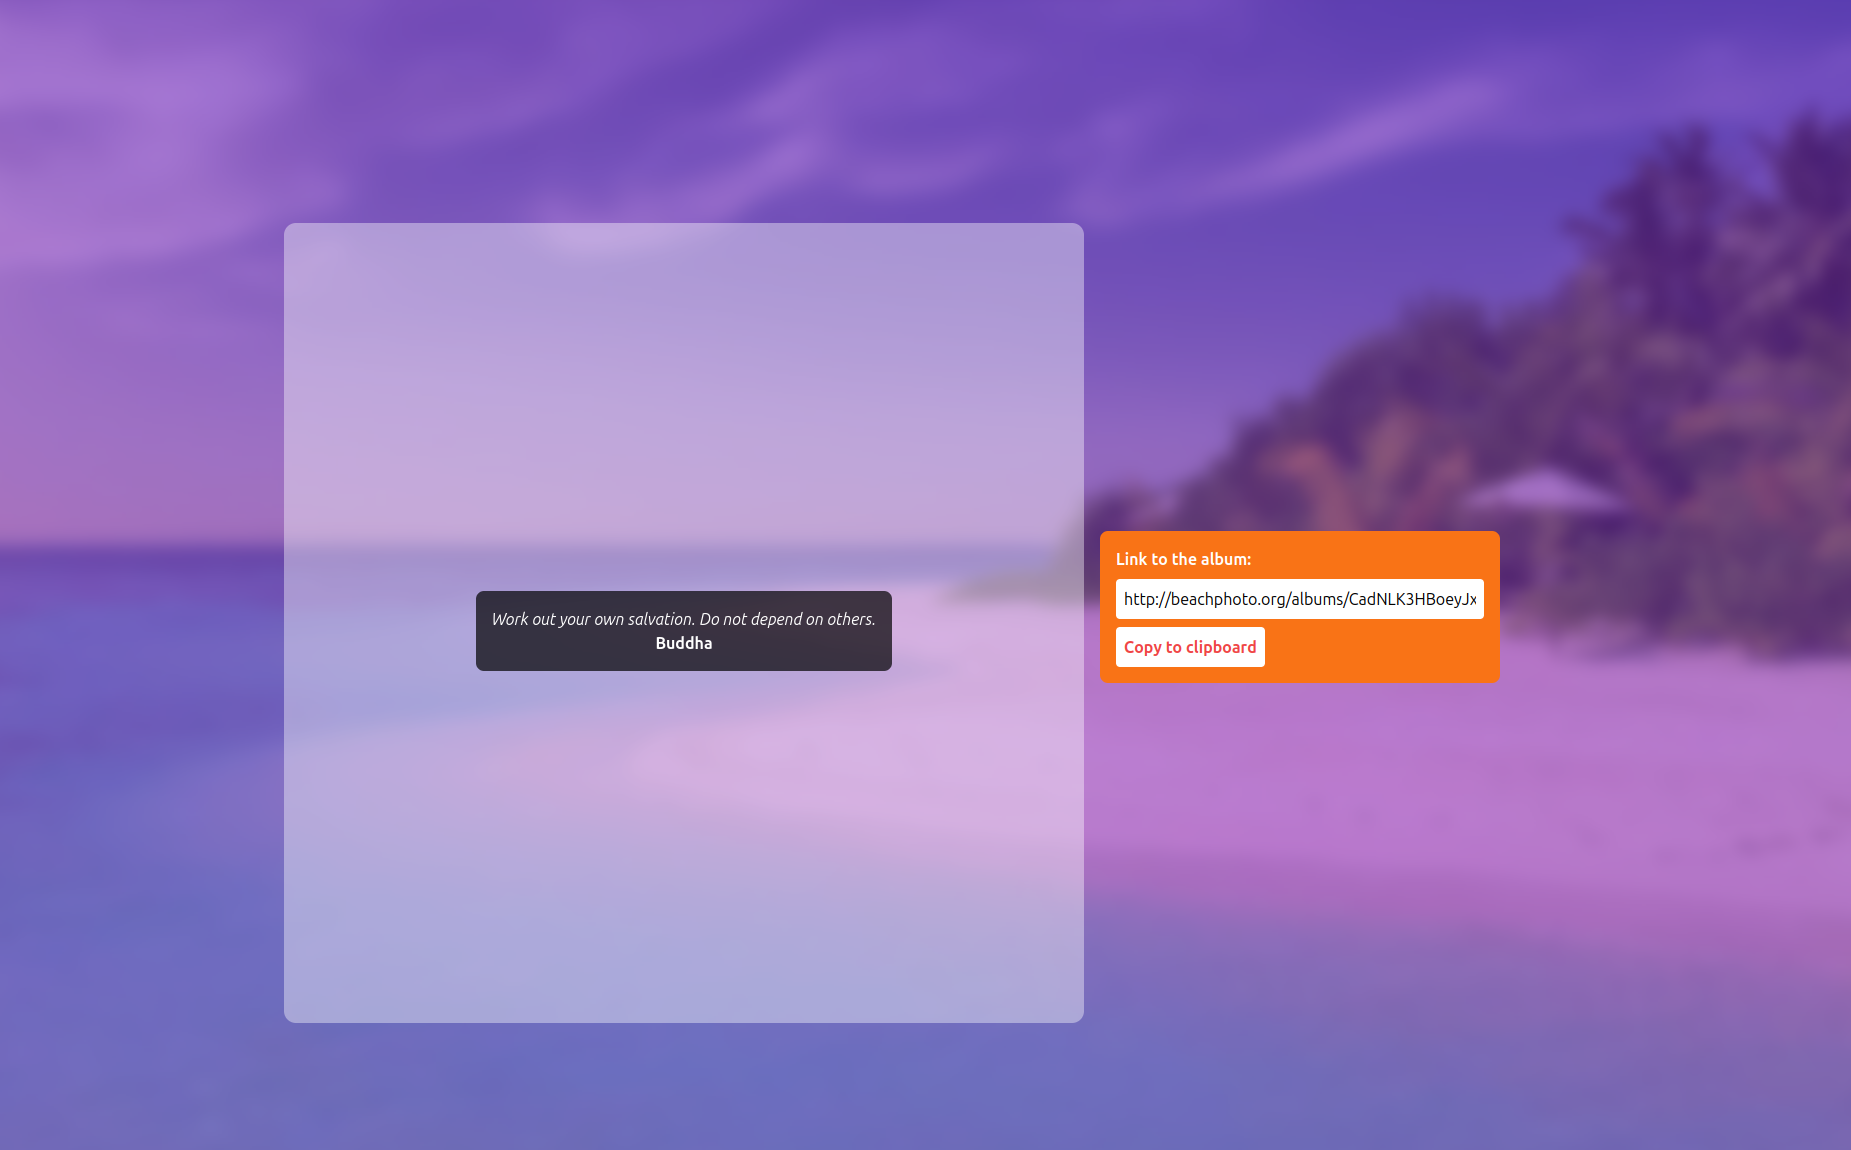 Work out your own salvation. Do not depend on others.
Buddha
Link to the album:
http://beachphoto.org/albums/CadNLK3HBoeyJx
Copy to clipboard